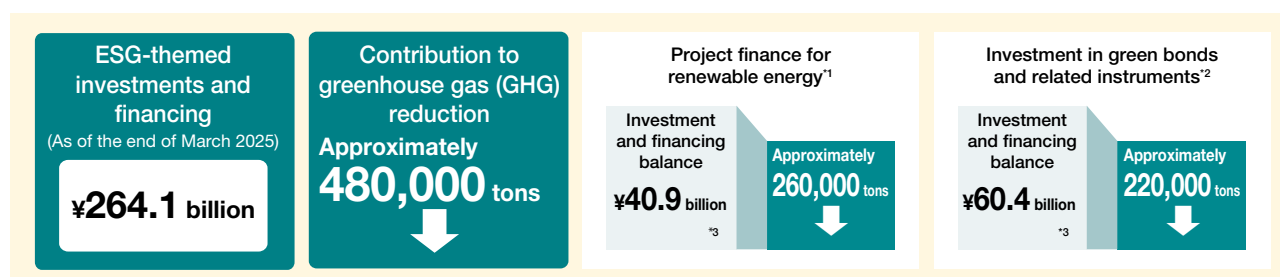 ESG-themed
investments and
financing
(As of the end of March 2025)
¥264.1 billion
Contribution to
greenhouse gas (GHG)
reduction
Approximately
480,000 tons
Project finance for
renewable energy*1
Investment
and financing
balance
¥40.9 billion
*3
Approximately
260,000 tons
Investment in green bonds
and related instruments*2
Investment
and financing
balance
¥60.4 billion
*3
Approximately
220,000 tons